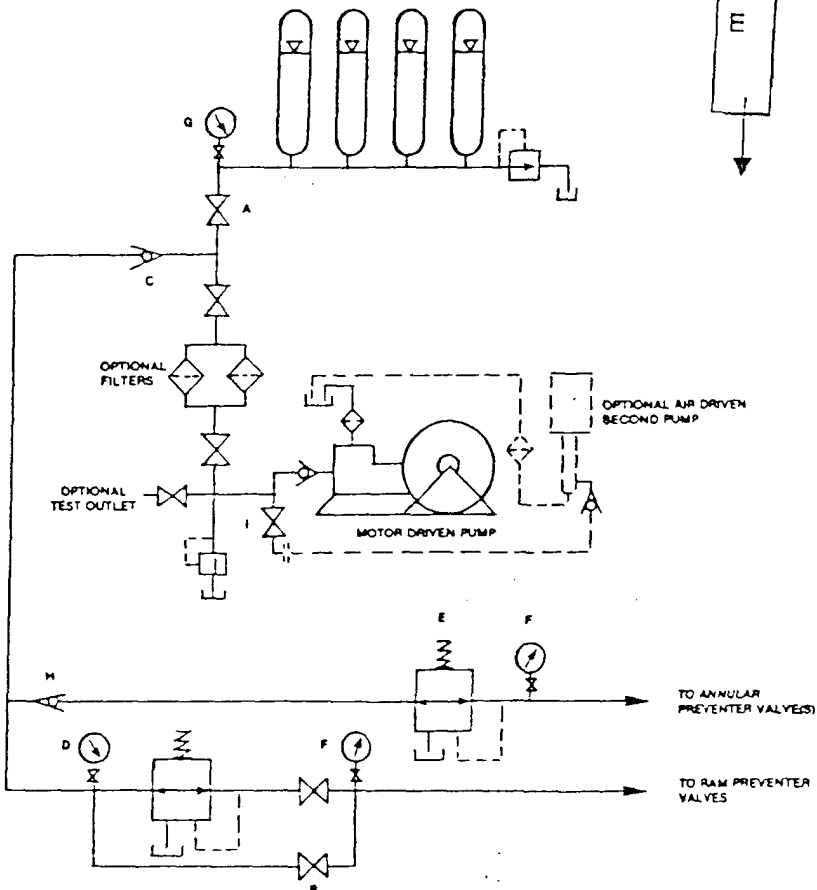 E
G
A
C
OPTIONAL
FILTERS
OPTIONAL AIR DRIVEN
SECOND PUMP
OPTIONAL
TEST OUTLET
I
MOTOR DRIVEN PUMP
E
F
H
TO ANNULAR
PREVENTER VALVE(S)
D
F
TO RAM PREVENTER
VALVES